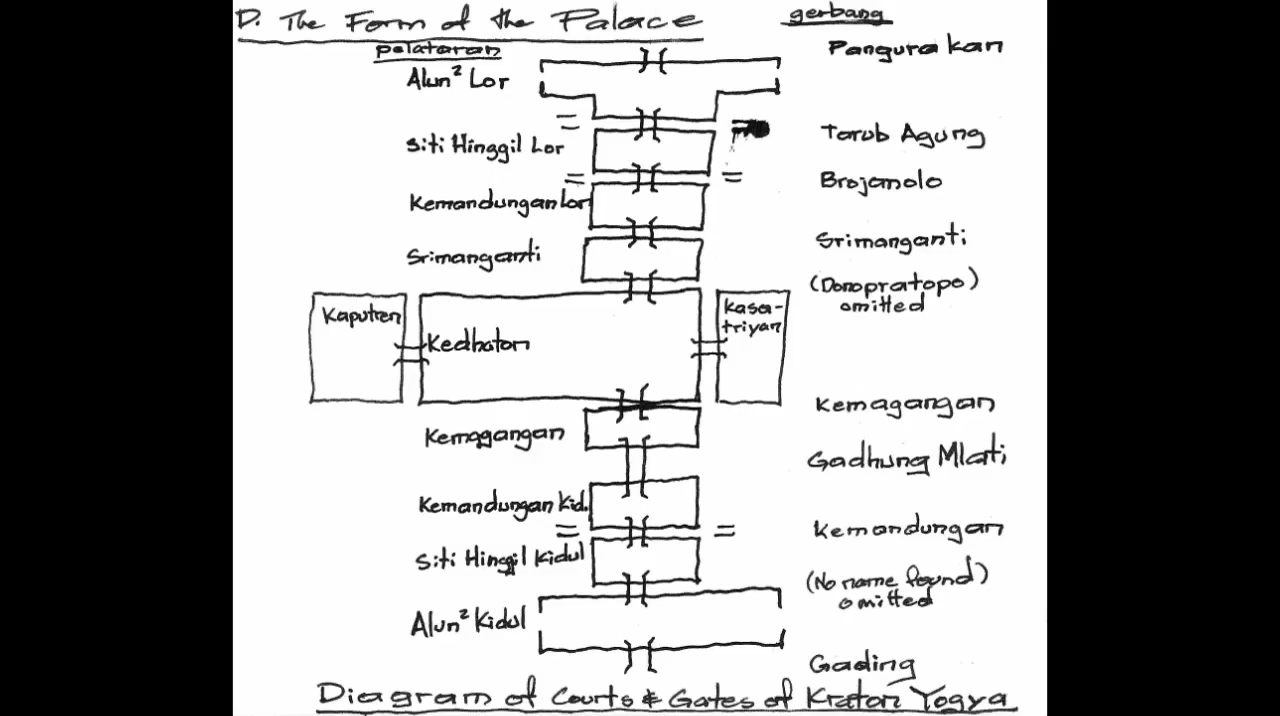 D. The Form of the Palace
gerbang
pelataran
Pangurakan
Alun² Lor
Tarub Agung
Siti Hinggil Lor
Brojonolo
Kemandungan Lor
Srimanganti
Srimanganti
(Donopratopo)
omitted
Kaputren
Kedhaton
Kasa-
triyan
Kemagangan
Kemagangan
Gadhung Mlati
Kemandungan Kid.
Kemandungan
Siti Hinggil Kidul
(No name found)
omitted
Alun² Kidul
Gading
Diagram of Courts & Gates of Kraton Yogya